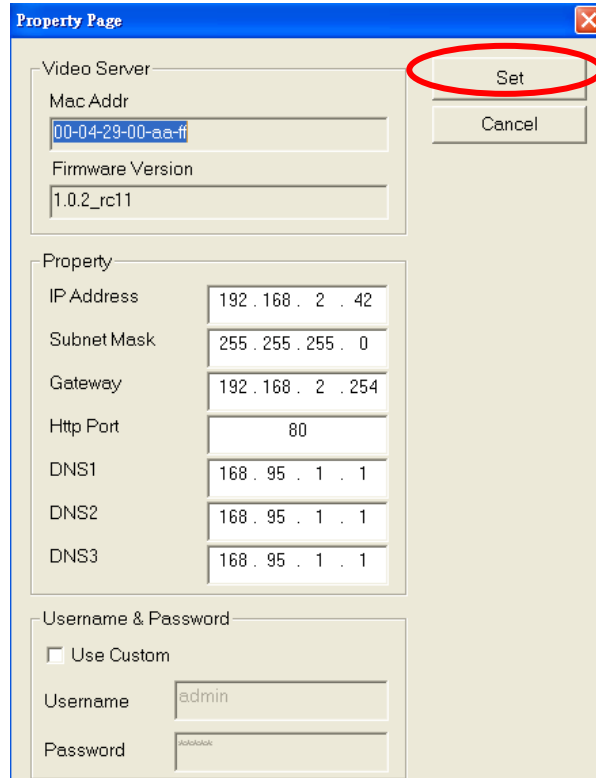 Property Page
Set
Cancel
Video Server
Mac Addr
00-04-29-00-aa-ff
Firmware Version
1.0.2_rc11
Property
IP Address 192 . 168 . 2 . 42
Subnet Mask 255 . 255 . 255 . 0
Gateway 192 . 168 . 2 . 254
Http Port 80
DNS1 168 . 95 . 1 . 1
DNS2 168 . 95 . 1 . 1
DNS3 168 . 95 . 1 . 1
Username & Password
Use Custom
Username admin
Password *****